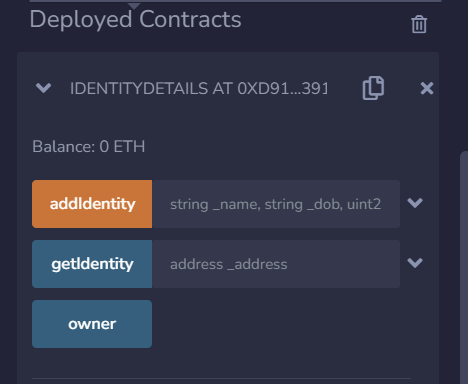 Deployed Contracts
IDENTITYDETAILS AT 0XD91...391
Balance: 0 ETH
addIdentity string _name, string _dob, uint2
getIdentity address _address
owner